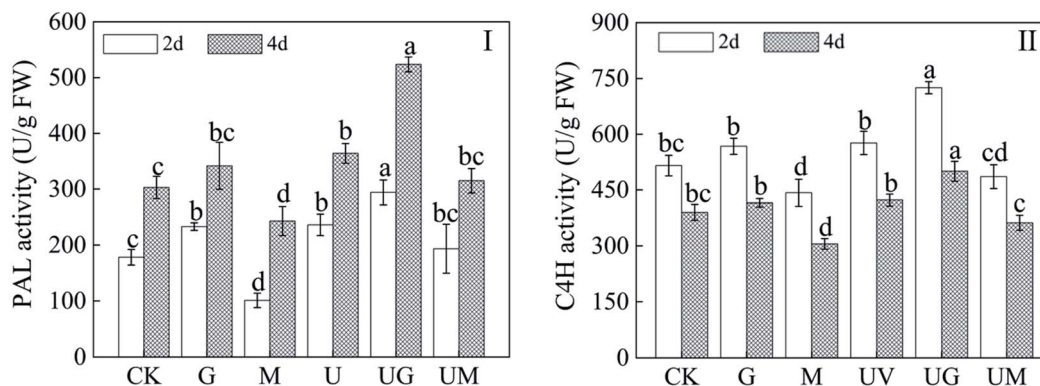 600
500
400
300
200
100
0
PAL activity (U/g FW)
2d
4d
I
c
c
b
bc
d
d
b
b
a
a
bc
bc
CK G M U UG UM
900
750
600
450
300
150
0
C4H activity (U/g FW)
2d
4d
II
bc
bc
b
b
d
d
b
b
a
a
cd
c
CK G M UV UG UM